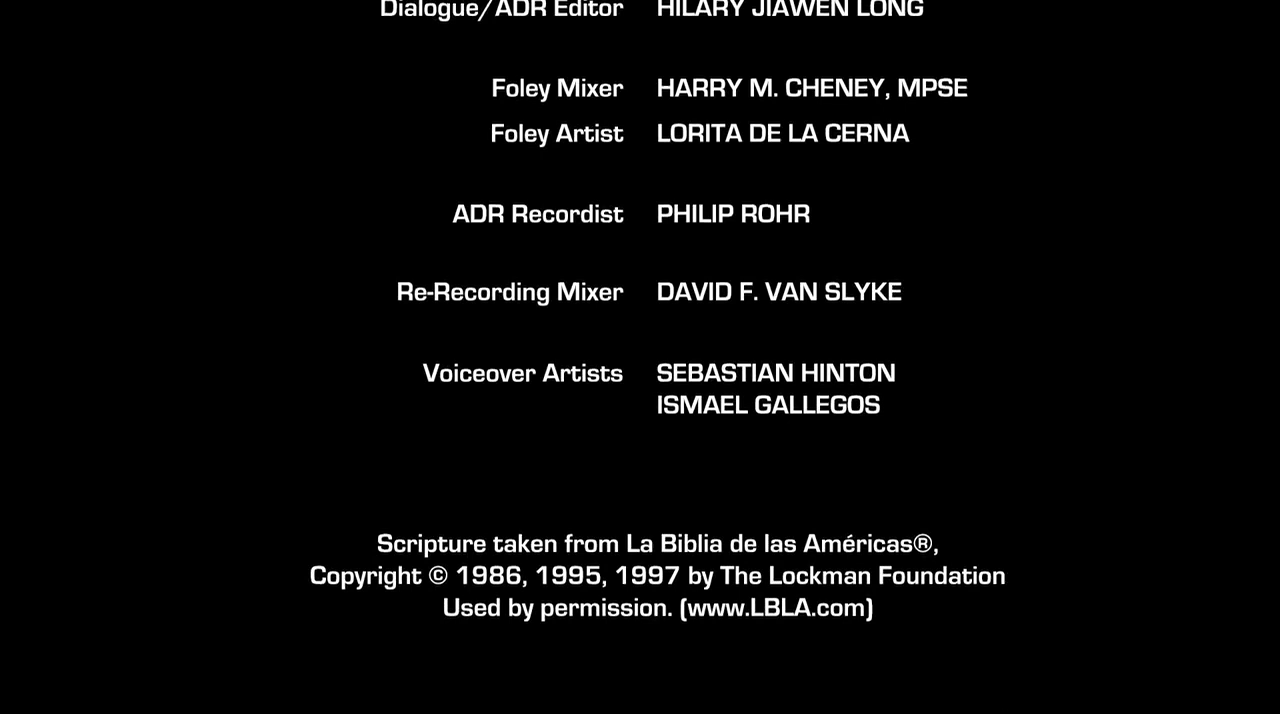 Dialogue/ADR Editor HILARY JIAWEN LONG
Foley Mixer HARRY M. CHENEY, MPSE
Foley Artist LORITA DE LA CERNA
ADR Recordist PHILIP ROHR
Re-Recording Mixer DAVID F. VAN SLYKE
Voiceover Artists SEBASTIAN HINTON
ISMAEL GALLEGOS
Scripture taken from La Biblia de las Américas®,
Copyright © 1986, 1995, 1997 by The Lockman Foundation
Used by permission. (www.LBLA.com)